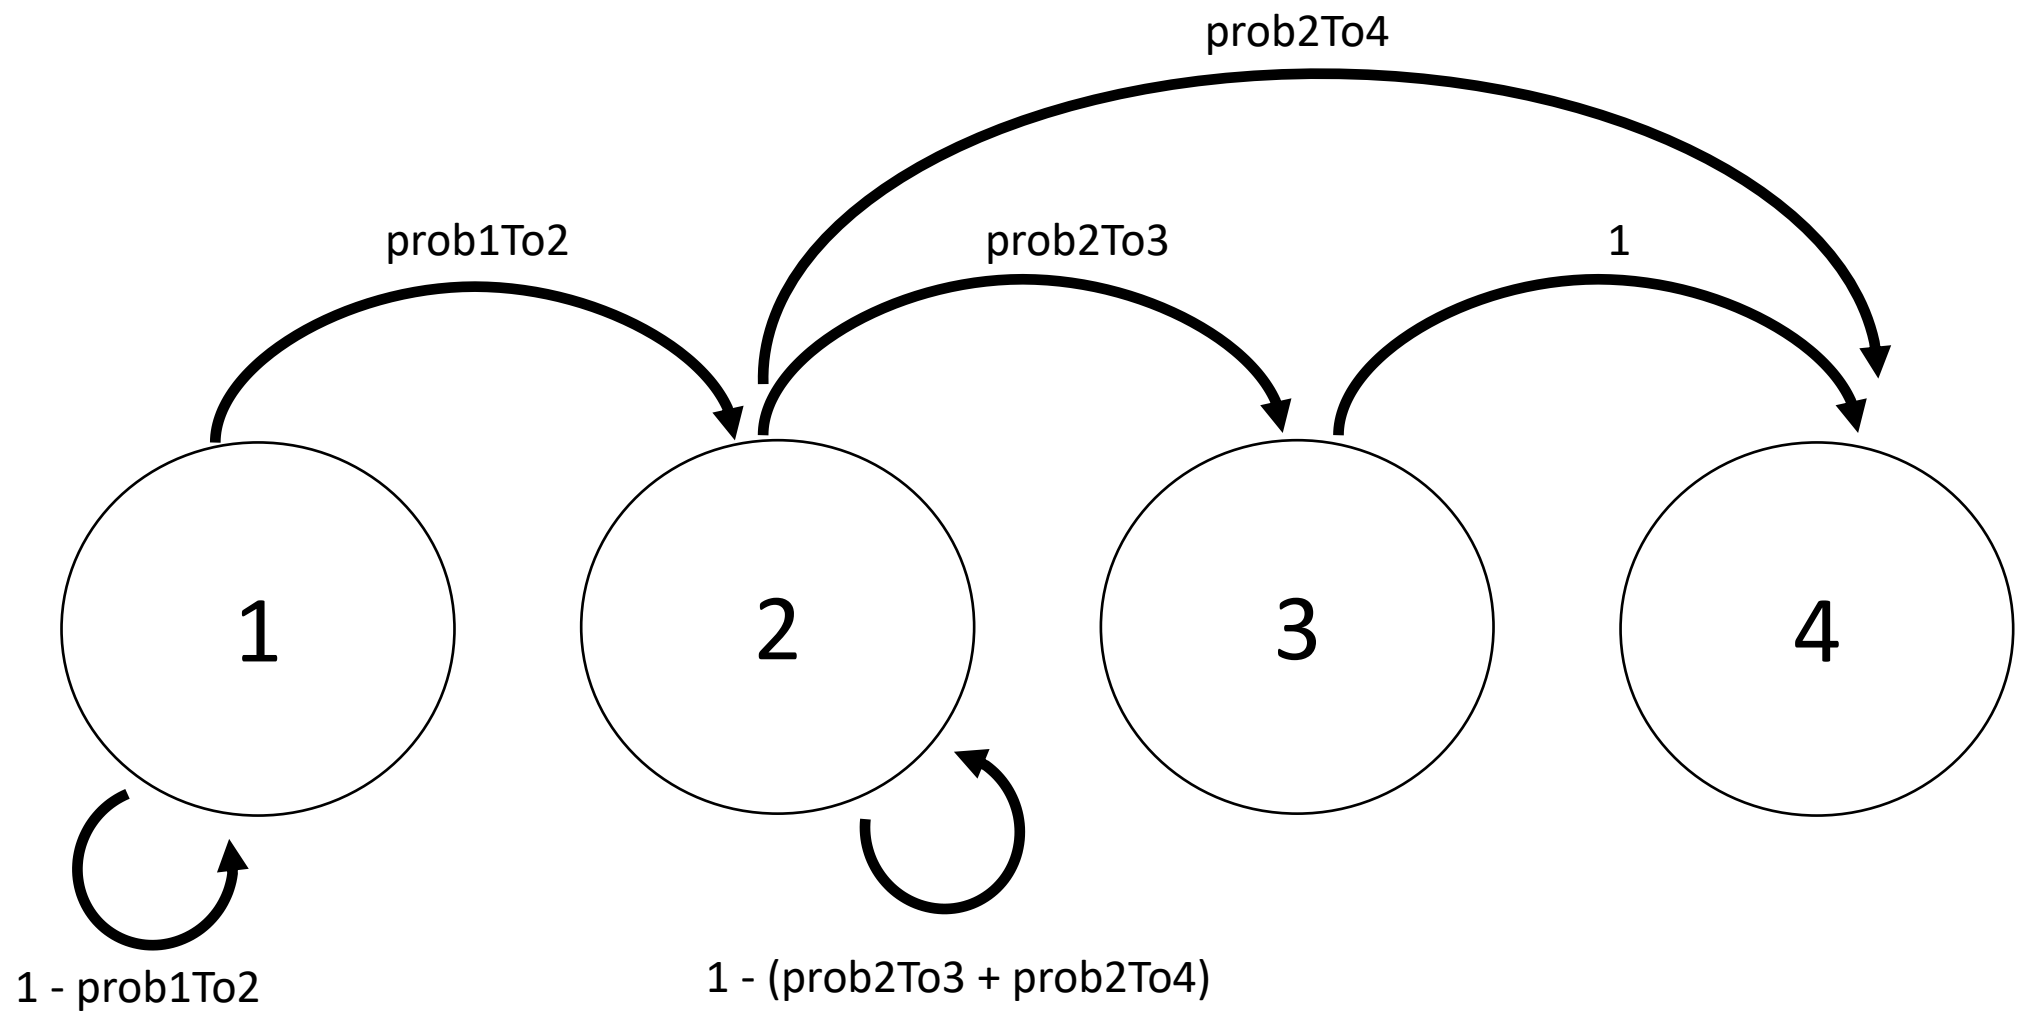 prob2To4
prob1To2
prob2To3
1
1
2
3
4
1 - prob1To2
1 - (prob2To3 + prob2To4)